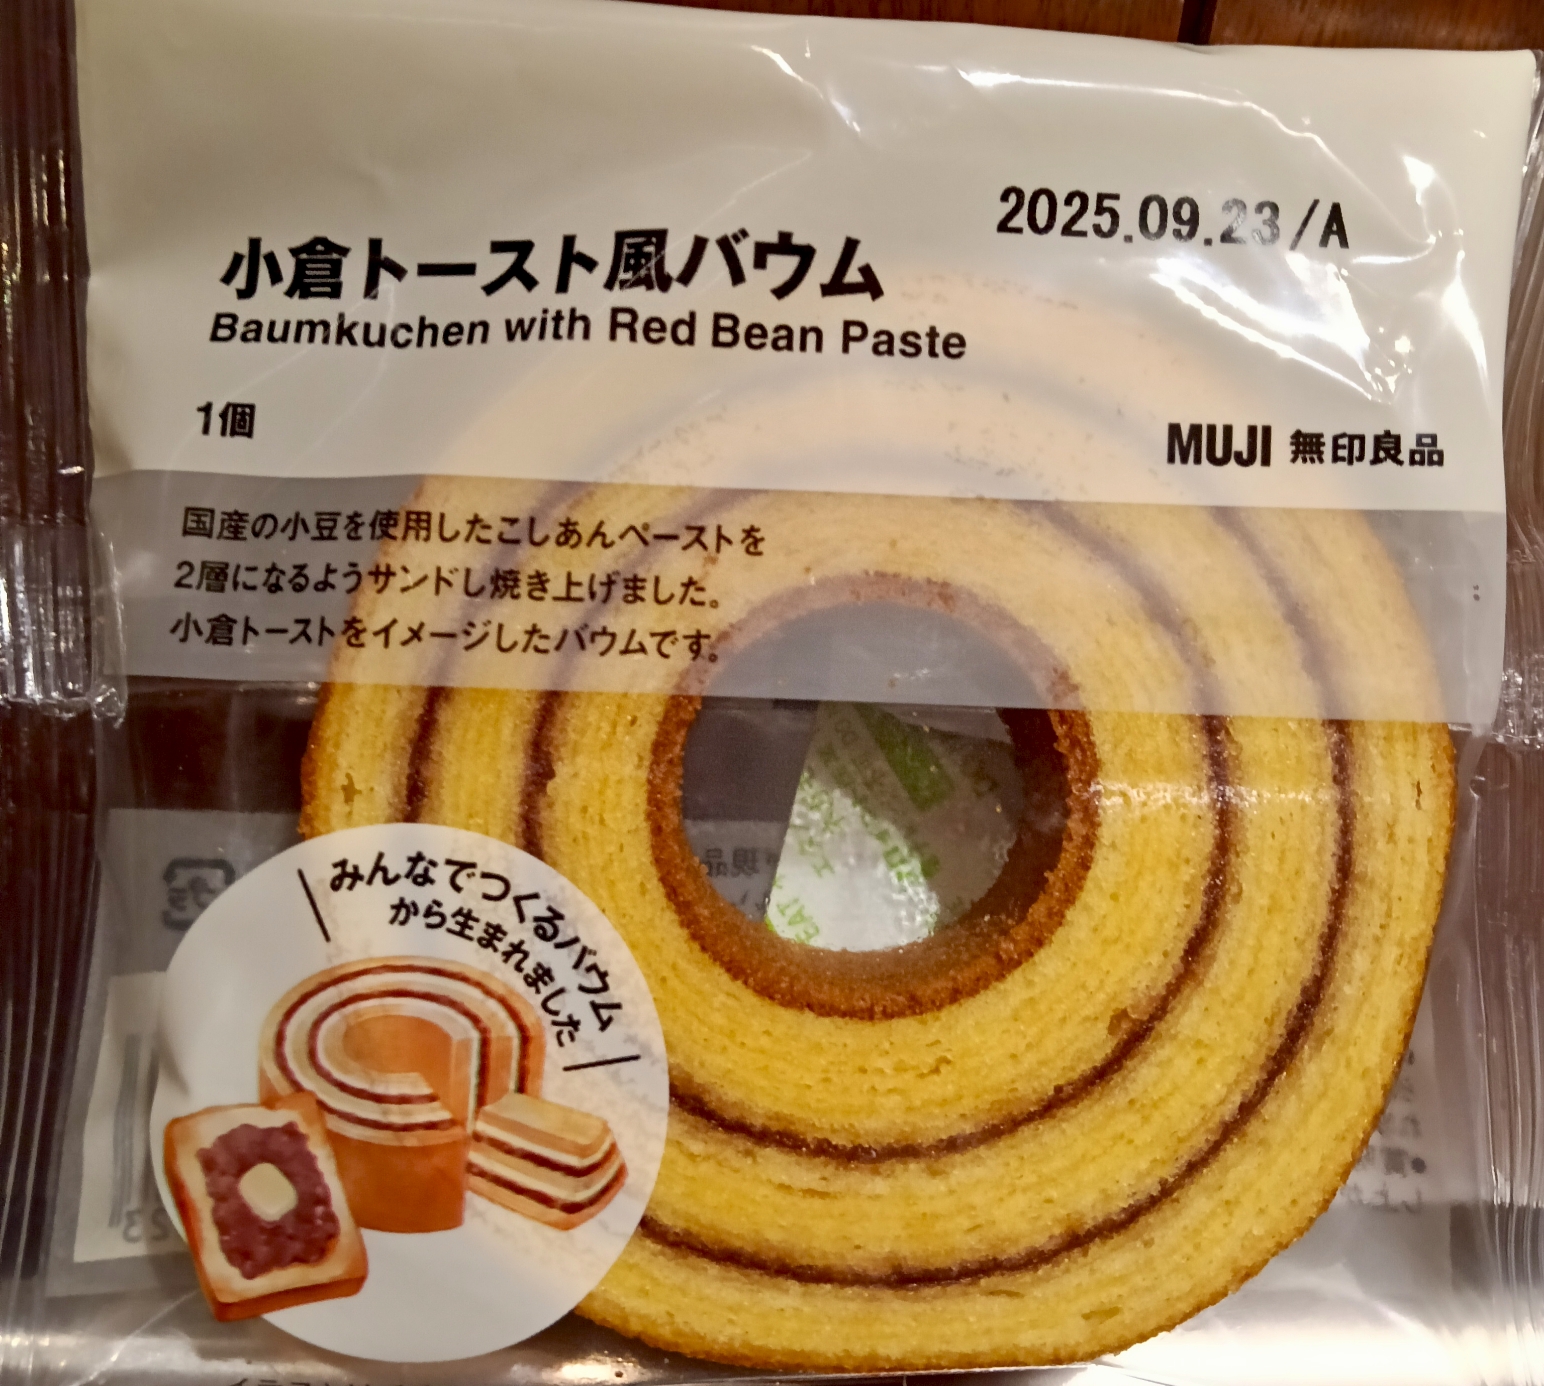 2025.09.23/A
小倉トースト風バウム
Baumkuchen with Red Bean Paste
1個
MUJI 無印良品
国産の小豆を使用したこしあんペーストを
2層になるようサンドし焼き上げました。
小倉トーストをイメージしたバウムです。
みんなでつくるバウム
から生まれました